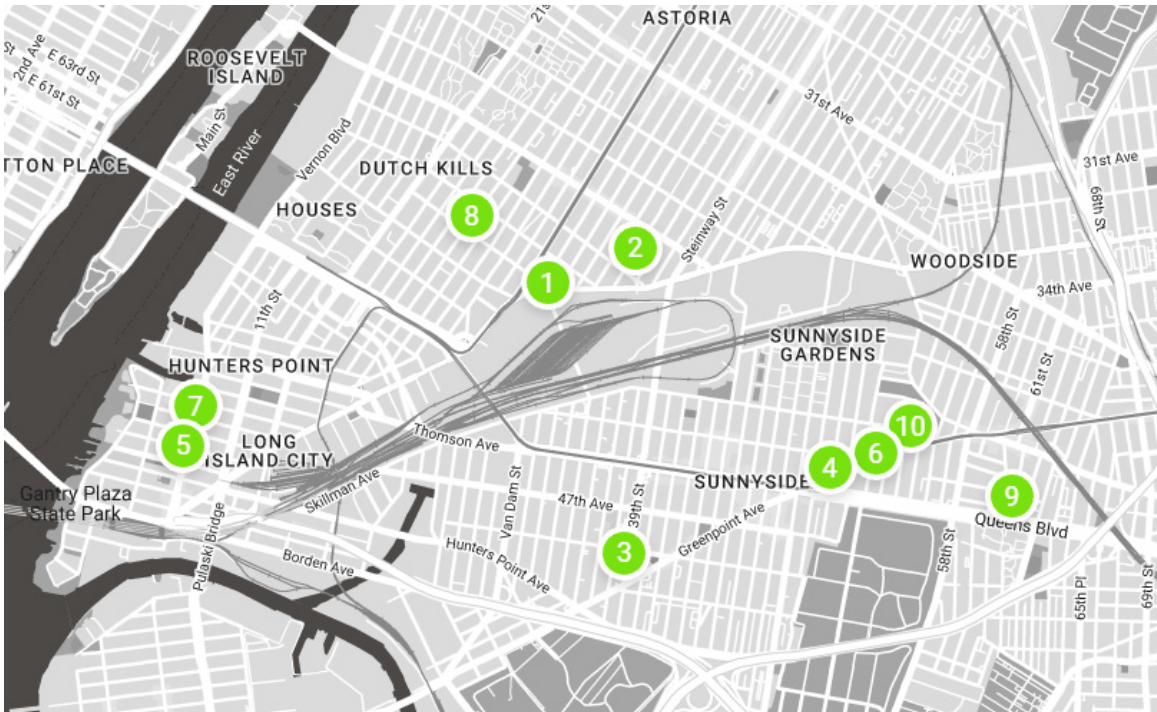 ASTORIA
21s
St
2nd Ave
E 63rd St
E 61st St
ROOSEVELT
ISLAND
Main St
East River
Vernon Blvd
TTON PLACE
DUTCH KILLS
HOUSES
31st Ave
31st Ave
68th St
8
2
Steinway St
1
WOODSIDE
34th Ave
58th St
11th St
SUNNYSIDE
GARDENS
61st St
HUNTERS POINT
7
5
LONG
ISLAND CITY
Thomson Ave
10
6
4
SUNNYSIDE
Skillman Ave
Gantry Plaza
State Park
Van Dam St
47th Ave
39th St
Greenpoint Ave
9
Queens Blvd
Pulaski Bridge
Borden Ave
Hunters Point Ave
3
58th St
65th Pl
69th St